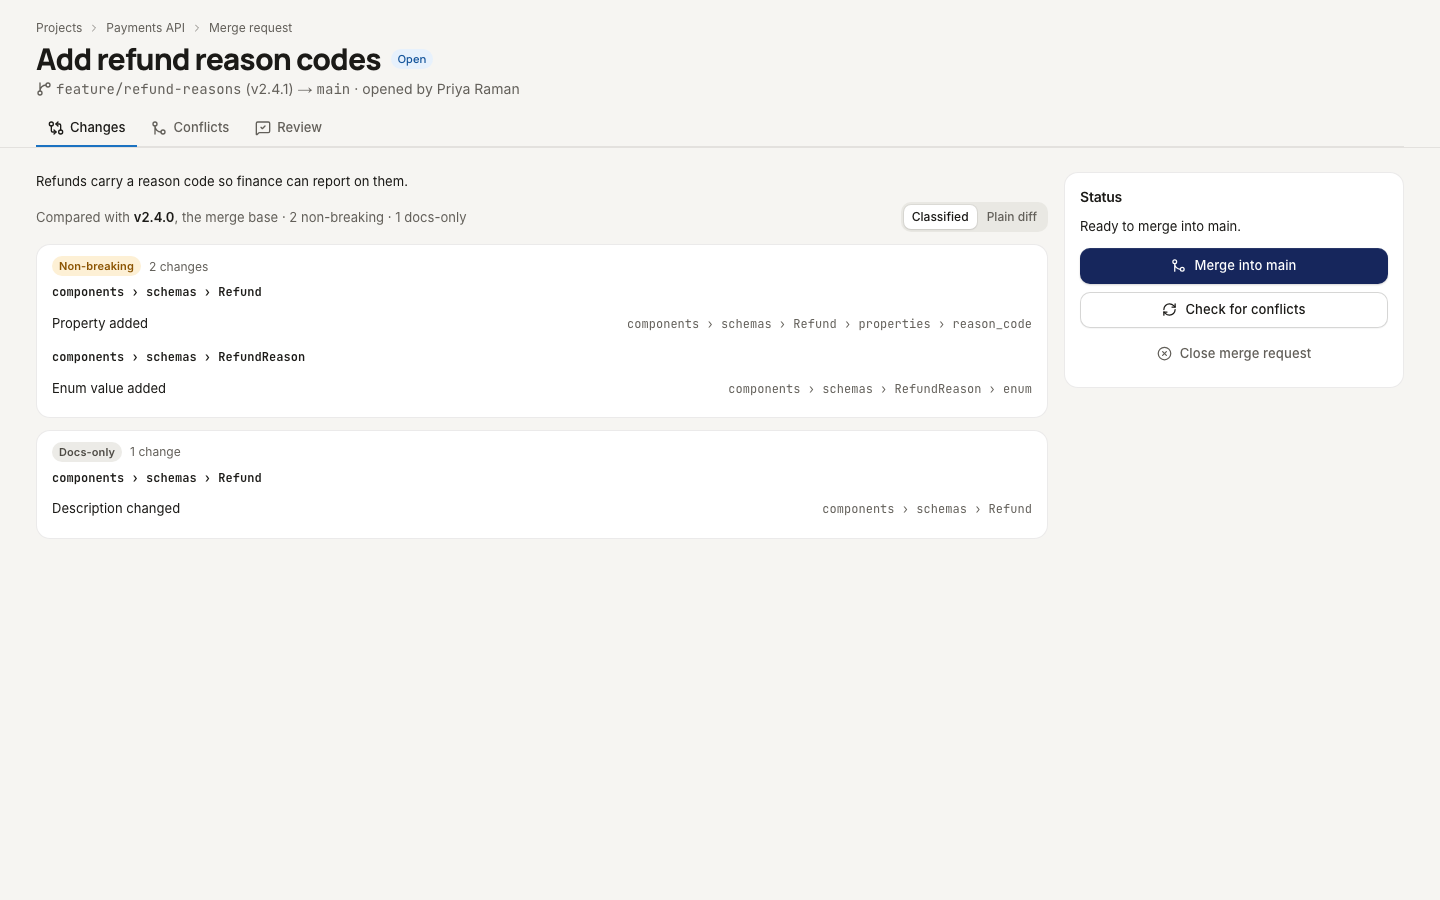 Projects > Payments API > Merge request
Add refund reason codes Open
feature/refund-reasons (v2.4.1) → main · opened by Priya Raman
Changes Conflicts Review
Refunds carry a reason code so finance can report on them.
Compared with v2.4.0, the merge base · 2 non-breaking · 1 docs-only
Classified Plain diff
Non-breaking 2 changes
components › schemas › Refund
Property added components › schemas › Refund › properties › reason_code
components › schemas › RefundReason
Enum value added components › schemas › RefundReason › enum
Docs-only 1 change
components › schemas › Refund
Description changed components › schemas › Refund
Status
Ready to merge into main.
Merge into main
Check for conflicts
Close merge request